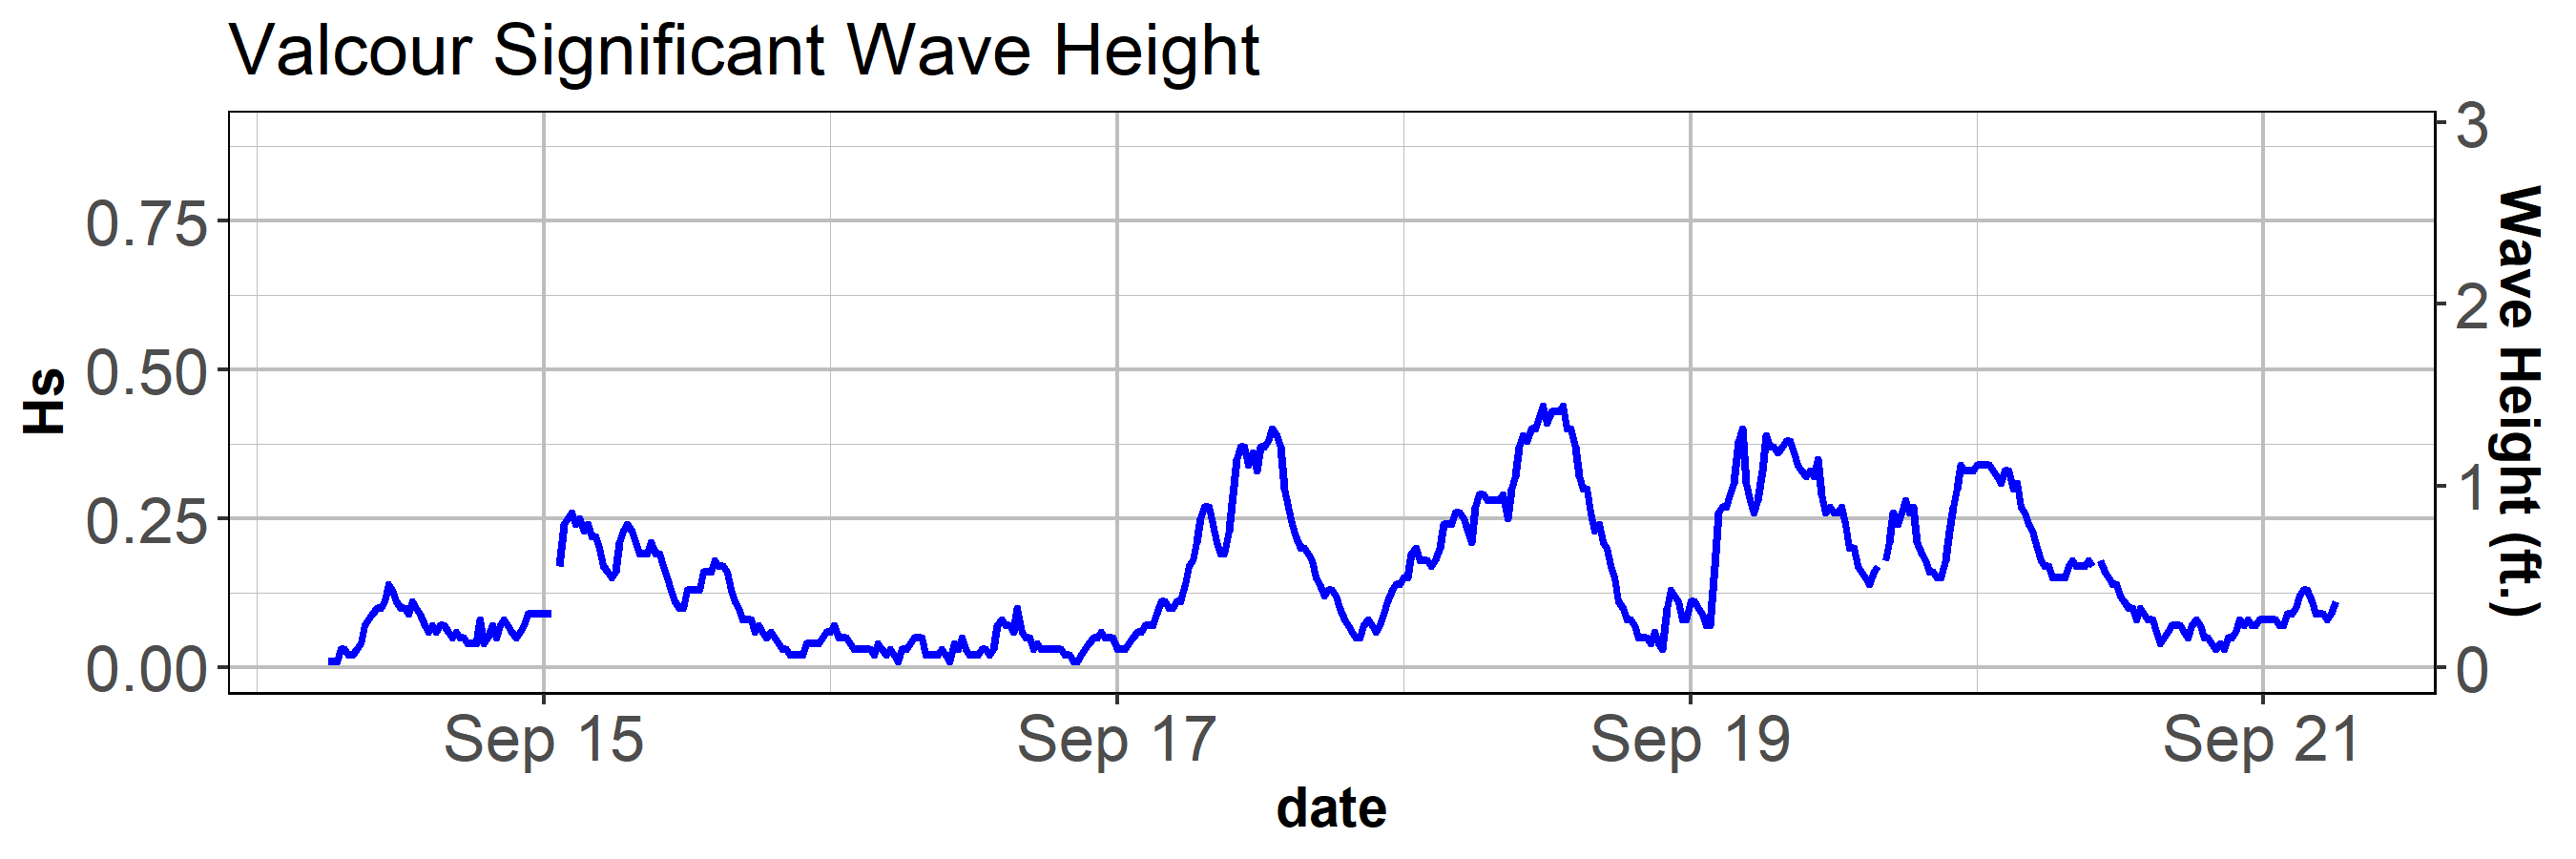 Valcour Significant Wave Height
0.75
0.50
0.25
0.00
Hs
3
2
1
0
Wave Height (ft.)
Sep 15 Sep 17 Sep 19 Sep 21
date